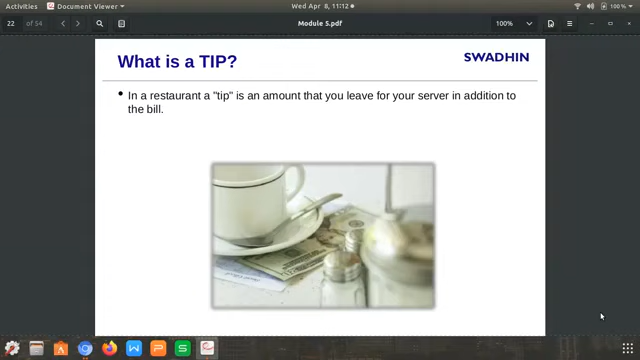 Activities Document Viewer Wed Apr 8, 11:12 100 %
22 of 54 Module 5.pdf 100%
What is a TIP? SWADHIN
• In a restaurant a "tip" is an amount that you leave for your server in addition to
the bill.